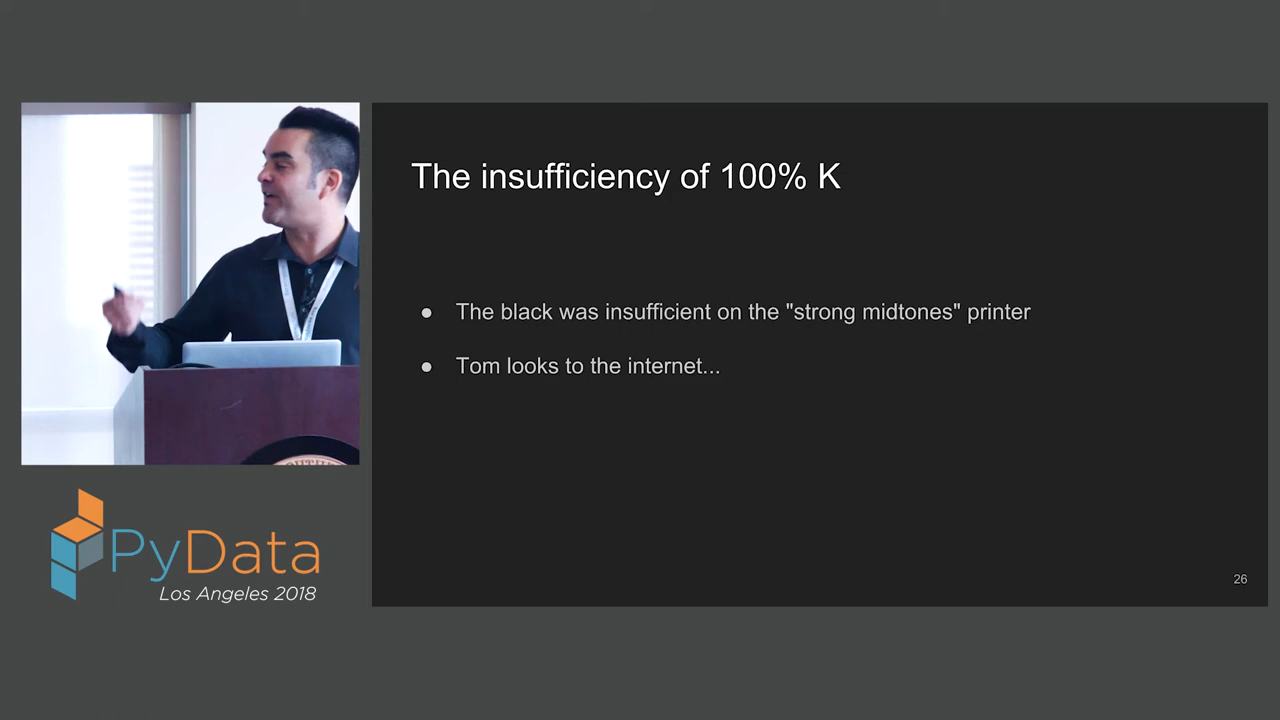 The insufficiency of 100% K
● The black was insufficient on the "strong midtones" printer
● Tom looks to the internet...
26
PyData
Los Angeles 2018